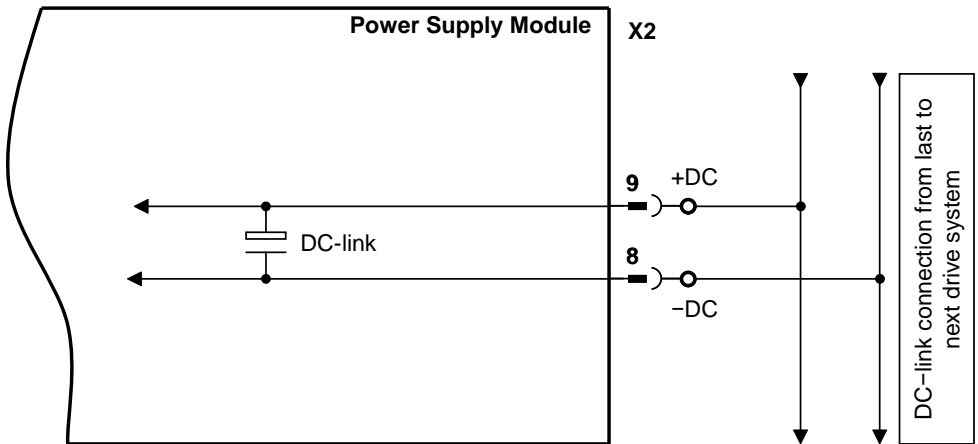 Power Supply Module
X2
9
+DC
DC-link
8
−DC
DC−link connection from last to
next drive system